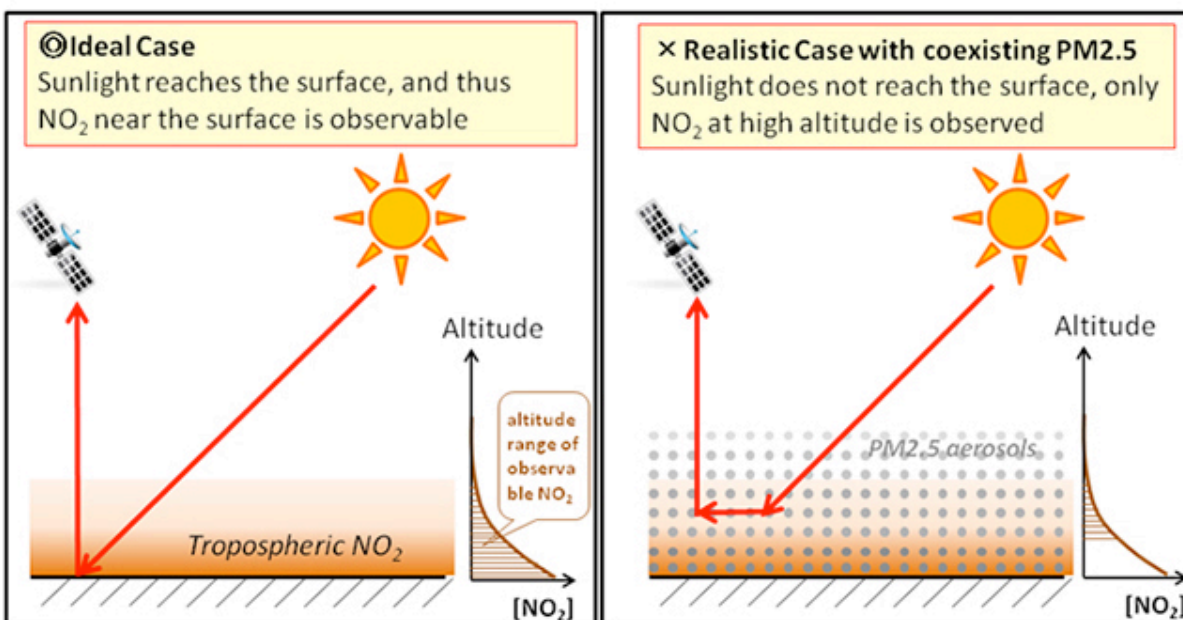 ◎Ideal Case
Sunlight reaches the surface, and thus
NO₂ near the surface is observable
Altitude
altitude
range of
observa
ble NO₂
Tropospheric NO₂
[NO₂]
× Realistic Case with coexisting PM2.5
Sunlight does not reach the surface, only
NO₂ at high altitude is observed
Altitude
PM2.5 aerosols
[NO₂]